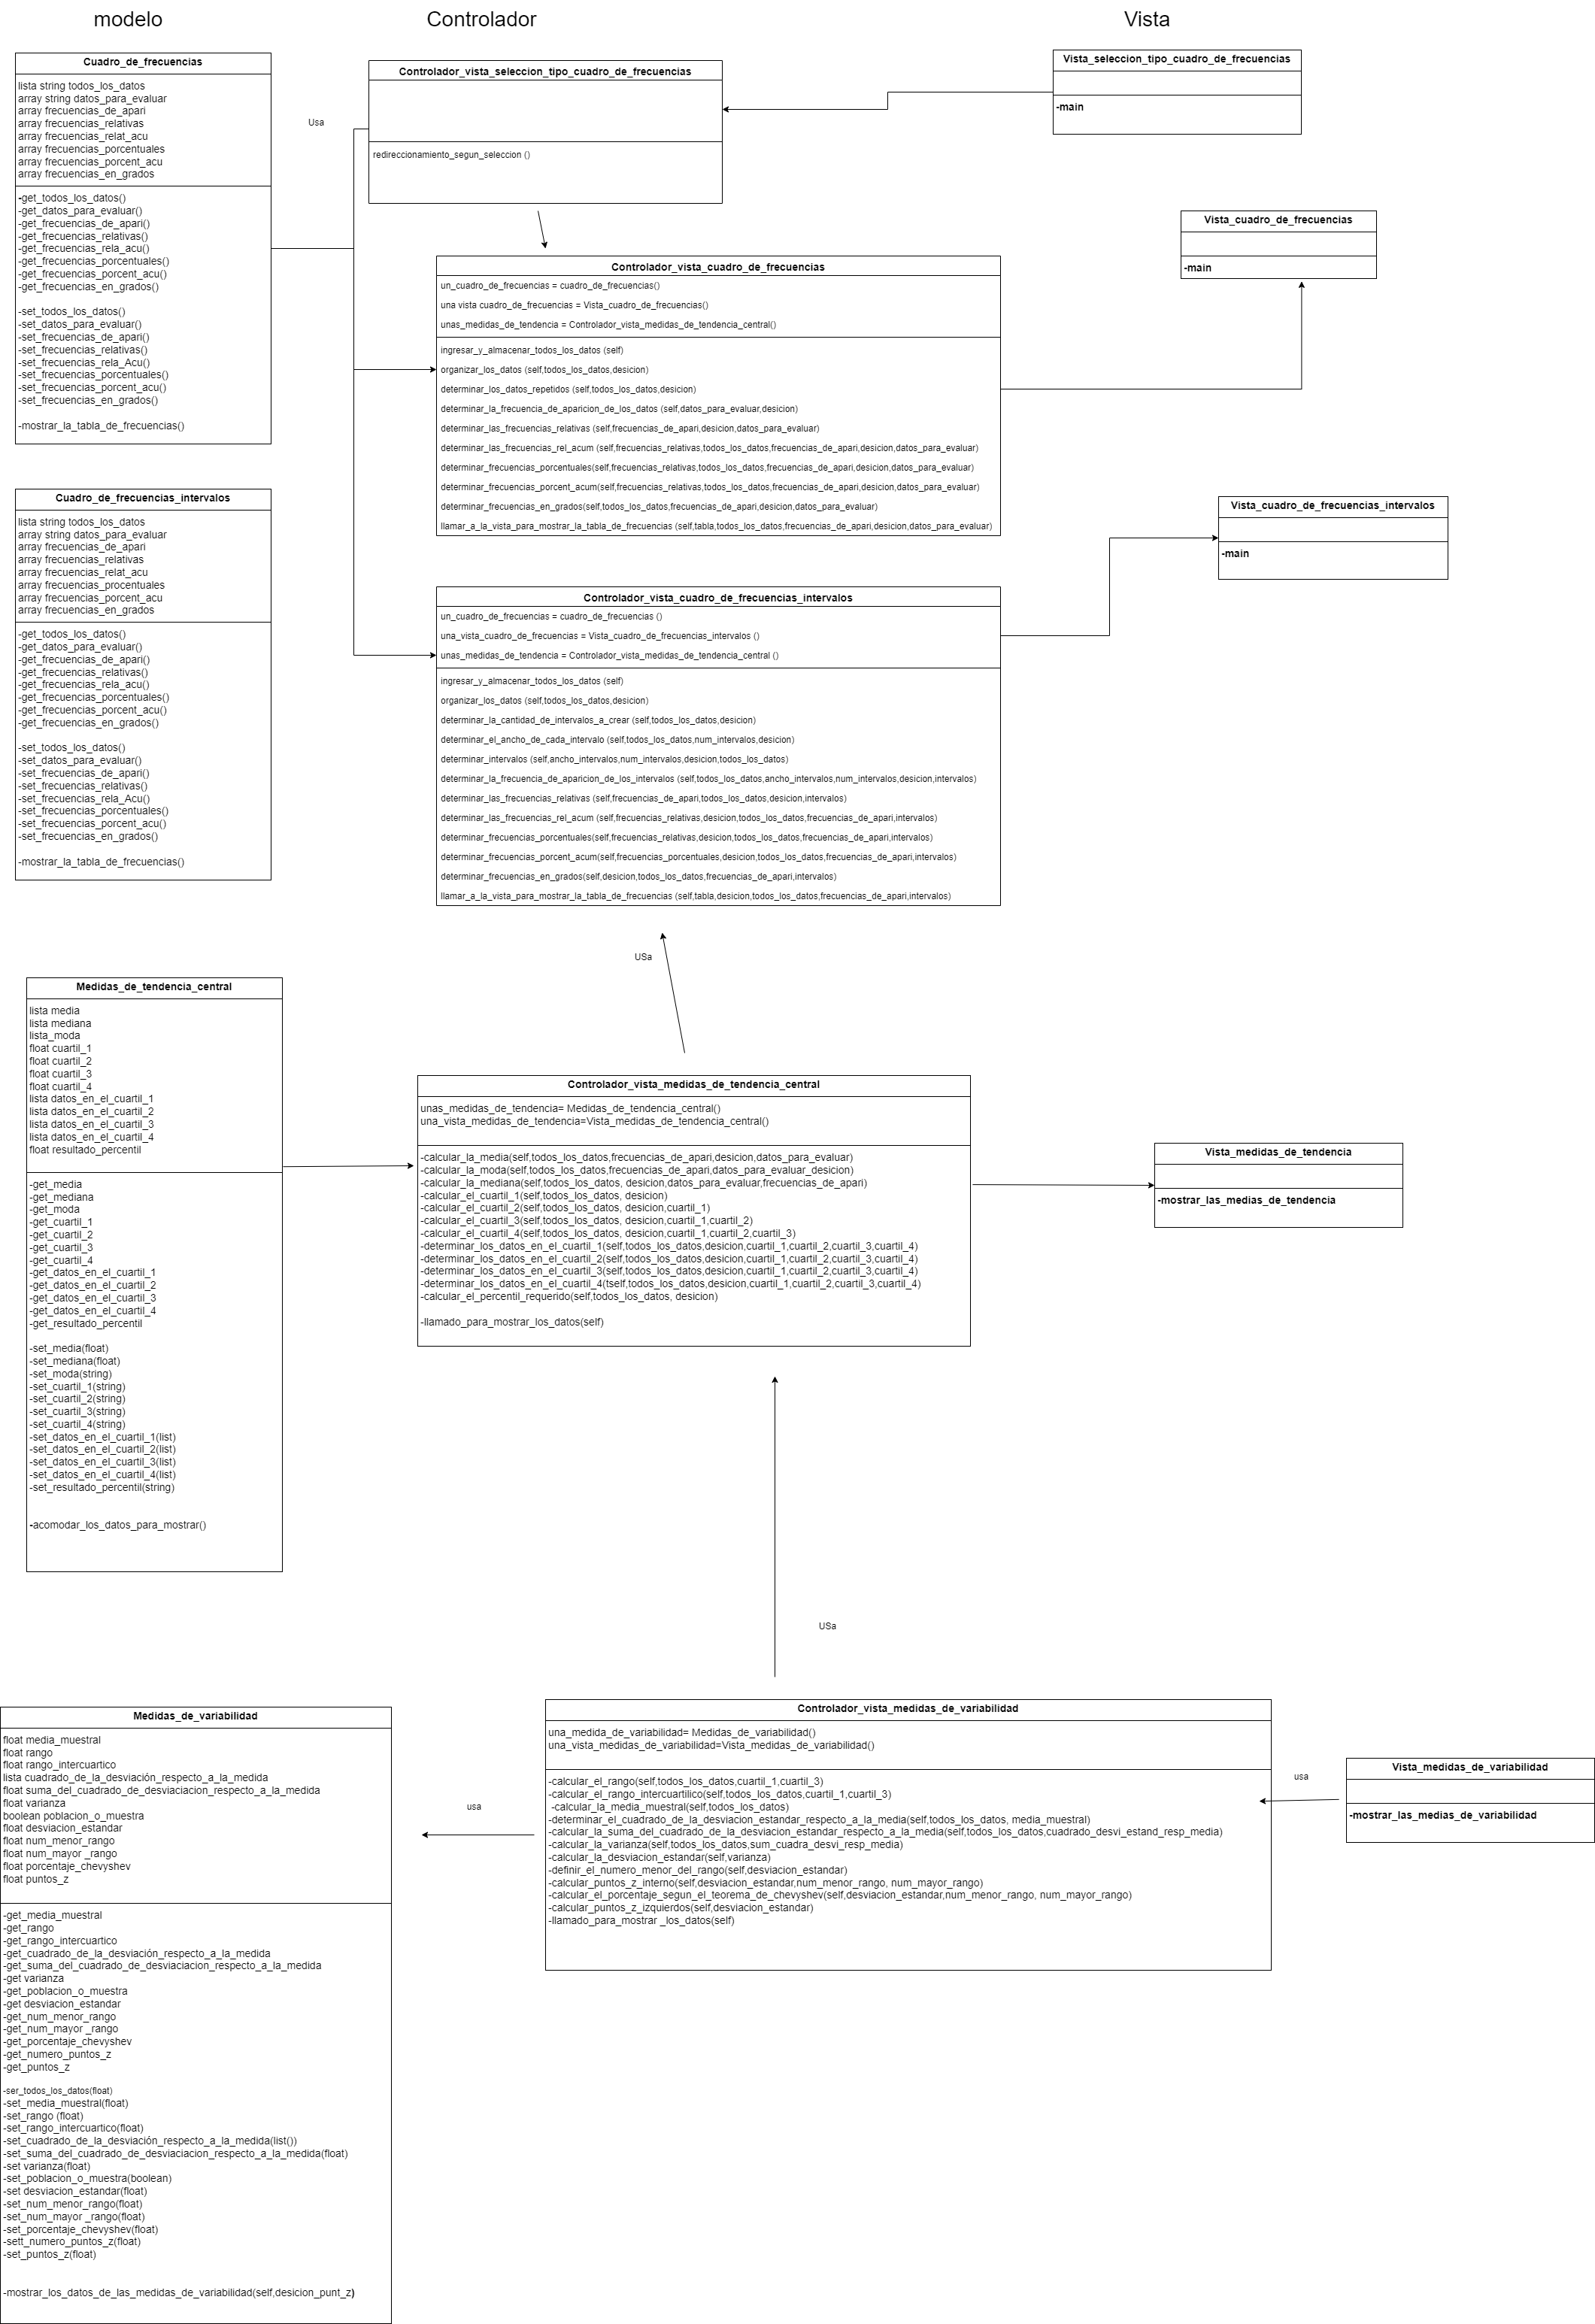 modelo
Controlador
Vista
Cuadro_de_frecuencias
lista string todos_los_datos
array string datos_para_evaluar
array frecuencias_de_apari
array frecuencias_relativas
array frecuencias_relat_acu
array frecuencias_porcentuales
array frecuencias_porcent_acu
array frecuencias_en_grados
-get_todos_los_datos()
-get_datos_para_evaluar()
-get_frecuencias_de_apari()
-get_frecuencias_relativas()
-get_frecuencias_rela_acu()
-get_frecuencias_porcentuales()
-get_frecuencias_porcent_acu()
-get_frecuencias_en_grados()
-set_todos_los_datos()
-set_datos_para_evaluar()
-set_frecuencias_de_apari()
-set_frecuencias_relativas()
-set_frecuencias_rela_Acu()
-set_frecuencias_porcentuales()
-set_frecuencias_porcent_acu()
-set_frecuencias_en_grados()
-mostrar_la_tabla_de_frecuencias()
Usa
Controlador_vista_seleccion_tipo_cuadro_de_frecuencias
redireccionamiento_segun_seleccion ()
Vista_seleccion_tipo_cuadro_de_frecuencias
-main
Vista_cuadro_de_frecuencias
-main
Controlador_vista_cuadro_de_frecuencias
un_cuadro_de_frecuencias = cuadro_de_frecuencias()
una vista cuadro_de_frecuencias = Vista_cuadro_de_frecuencias()
unas_medidas_de_tendencia = Controlador_vista_medidas_de_tendencia_central()
ingresar_y_almacenar_todos_los_datos (self)
organizar_los_datos (self,todos_los_datos,desicion)
determinar_los_datos_repetidos (self,todos_los_datos,desicion)
determinar_la_frecuencia_de_aparicion_de_los_datos (self,datos_para_evaluar,desicion)
determinar_las_frecuencias_relativas (self,frecuencias_de_apari,desicion,datos_para_evaluar)
determinar_las_frecuencias_rel_acum (self,frecuencias_relativas,todos_los_datos,frecuencias_de_apari,desicion,datos_para_evaluar)
determinar_frecuencias_porcentuales(self,frecuencias_relativas,todos_los_datos,frecuencias_de_apari,desicion,datos_para_evaluar)
determinar_frecuencias_porcent_acum(self,frecuencias_relativas,todos_los_datos,frecuencias_de_apari,desicion,datos_para_evaluar)
determinar_frecuencias_en_grados(self,todos_los_datos,frecuencias_de_apari,desicion,datos_para_evaluar)
llamar_a_la_vista_para_mostrar_la_tabla_de_frecuencias (self,tabla,todos_los_datos,frecuencias_de_apari,desicion,datos_para_evaluar)
Cuadro_de_frecuencias_intervalos
lista string todos_los_datos
array string datos_para_evaluar
array frecuencias_de_apari
array frecuencias_relativas
array frecuencias_relat_acu
array frecuencias_procentuales
array frecuencias_porcent_acu
array frecuencias_en_grados
-get_todos_los_datos()
-get_datos_para_evaluar()
-get_frecuencias_de_apari()
-get_frecuencias_relativas()
-get_frecuencias_rela_acu()
-get_frecuencias_porcentuales()
-get_frecuencias_porcent_acu()
-get_frecuencias_en_grados()
-set_todos_los_datos()
-set_datos_para_evaluar()
-set_frecuencias_de_apari()
-set_frecuencias_relativas()
-set_frecuencias_rela_Acu()
-set_frecuencias_porcentuales()
-set_frecuencias_porcent_acu()
-set_frecuencias_en_grados()
-mostrar_la_tabla_de_frecuencias()
Vista_cuadro_de_frecuencias_intervalos
-main
Controlador_vista_cuadro_de_frecuencias_intervalos
un_cuadro_de_frecuencias = cuadro_de_frecuencias ()
una_vista_cuadro_de_frecuencias = Vista_cuadro_de_frecuencias_intervalos ()
unas_medidas_de_tendencia = Controlador_vista_medidas_de_tendencia_central ()
ingresar_y_almacenar_todos_los_datos (self)
organizar_los_datos (self,todos_los_datos,desicion)
determinar_la_cantidad_de_intervalos_a_crear (self,todos_los_datos,desicion)
determinar_el_ancho_de_cada_intervalo (self,todos_los_datos,num_intervalos,desicion)
determinar_intervalos (self,ancho_intervalos,num_intervalos,desicion,todos_los_datos)
determinar_la_frecuencia_de_aparicion_de_los_intervalos (self,todos_los_datos,ancho_intervalos,num_intervalos,desicion,intervalos)
determinar_las_frecuencias_relativas (self,frecuencias_de_apari,todos_los_datos,desicion,intervalos)
determinar_las_frecuencias_rel_acum (self,frecuencias_relativas,desicion,todos_los_datos,frecuencias_de_apari,intervalos)
determinar_frecuencias_porcentuales(self,frecuencias_relativas,desicion,todos_los_datos,frecuencias_de_apari,intervalos)
determinar_frecuencias_porcent_acum(self,frecuencias_porcentuales,desicion,todos_los_datos,frecuencias_de_apari,intervalos)
determinar_frecuencias_en_grados(self,desicion,todos_los_datos,frecuencias_de_apari,intervalos)
llamar_a_la_vista_para_mostrar_la_tabla_de_frecuencias (self,tabla,desicion,todos_los_datos,frecuencias_de_apari,intervalos)
USa
Medidas_de_tendencia_central
lista media
lista mediana
lista_moda
float cuartil_1
float cuartil_2
float cuartil_3
float cuartil_4
lista datos_en_el_cuartil_1
lista datos_en_el_cuartil_2
lista datos_en_el_cuartil_3
lista datos_en_el_cuartil_4
float resultado_percentil
-get_media
-get_mediana
-get_moda
-get_cuartil_1
-get_cuartil_2
-get_cuartil_3
-get_cuartil_4
-get_datos_en_el_cuartil_1
-get_datos_en_el_cuartil_2
-get_datos_en_el_cuartil_3
-get_datos_en_el_cuartil_4
-get_resultado_percentil
-set_media(float)
-set_mediana(float)
-set_moda(string)
-set_cuartil_1(string)
-set_cuartil_2(string)
-set_cuartil_3(string)
-set_cuartil_4(string)
-set_datos_en_el_cuartil_1(list)
-set_datos_en_el_cuartil_2(list)
-set_datos_en_el_cuartil_3(list)
-set_datos_en_el_cuartil_4(list)
-set_resultado_percentil(string)
-acomodar_los_datos_para_mostrar()
Controlador_vista_medidas_de_tendencia_central
unas_medidas_de_tendencia= Medidas_de_tendencia_central()
una_vista_medidas_de_tendencia=Vista_medidas_de_tendencia_central()
-calcular_la_media(self,todos_los_datos,frecuencias_de_apari,desicion,datos_para_evaluar)
-calcular_la_moda(self,todos_los_datos,frecuencias_de_apari,datos_para_evaluar_desicion)
-calcular_la_mediana(self,todos_los_datos, desicion,datos_para_evaluar,frecuencias_de_apari)
-calcular_el_cuartil_1(self,todos_los_datos, desicion)
-calcular_el_cuartil_2(self,todos_los_datos, desicion,cuartil_1)
-calcular_el_cuartil_3(self,todos_los_datos, desicion,cuartil_1,cuartil_2)
-calcular_el_cuartil_4(self,todos_los_datos, desicion,cuartil_1,cuartil_2,cuartil_3)
-determinar_los_datos_en_el_cuartil_1(self,todos_los_datos,desicion,cuartil_1,cuartil_2,cuartil_3,cuartil_4)
-determinar_los_datos_en_el_cuartil_2(self,todos_los_datos,desicion,cuartil_1,cuartil_2,cuartil_3,cuartil_4)
-determinar_los_datos_en_el_cuartil_3(self,todos_los_datos,desicion,cuartil_1,cuartil_2,cuartil_3,cuartil_4)
-determinar_los_datos_en_el_cuartil_4(tself,todos_los_datos,desicion,cuartil_1,cuartil_2,cuartil_3,cuartil_4)
-calcular_el_percentil_requerido(self,todos_los_datos, desicion)
-llamado_para_mostrar_los_datos(self)
Vista_medidas_de_tendencia
-mostrar_las_medias_de_tendencia
USa
Medidas_de_variabilidad
float media_muestral
float rango
float rango_intercuartico
lista cuadrado_de_la_desviación_respecto_a_la_medida
float suma_del_cuadrado_de_desviaciacion_respecto_a_la_medida
float varianza
boolean poblacion_o_muestra
float desviacion_estandar
float num_menor_rango
float num_mayor _rango
float porcentaje_chevyshev
float puntos_z
-get_media_muestral
-get_rango
-get_rango_intercuartico
-get_cuadrado_de_la_desviación_respecto_a_la_medida
-get_suma_del_cuadrado_de_desviaciacion_respecto_a_la_medida
-get varianza
-get_poblacion_o_muestra
-get desviacion_estandar
-get_num_menor_rango
-get_num_mayor _rango
-get_porcentaje_chevyshev
-get_numero_puntos_z
-get_puntos_z
-ser_todos_los_datos(float)
-set_media_muestral(float)
-set_rango (float)
-set_rango_intercuartico(float)
-set_cuadrado_de_la_desviación_respecto_a_la_medida(list())
-set_suma_del_cuadrado_de_desviaciacion_respecto_a_la_medida(float)
-set varianza(float)
-set_poblacion_o_muestra(boolean)
-set desviacion_estandar(float)
-set_num_menor_rango(float)
-set_num_mayor _rango(float)
-set_porcentaje_chevyshev(float)
-sett_numero_puntos_z(float)
-set_puntos_z(float)
-mostrar_los_datos_de_las_medidas_de_variabilidad(self,desicion_punt_z)
usa
Controlador_vista_medidas_de_variabilidad
una_medida_de_variabilidad= Medidas_de_variabilidad()
una_vista_medidas_de_variabilidad=Vista_medidas_de_variabilidad()
-calcular_el_rango(self,todos_los_datos,cuartil_1,cuartil_3)
-calcular_el_rango_intercuartilico(self,todos_los_datos,cuartil_1,cuartil_3)
-calcular_la_media_muestral(self,todos_los_datos)
-determinar_el_cuadrado_de_la_desviacion_estandar_respecto_a_la_media(self,todos_los_datos, media_muestral)
-calcular_la_suma_del_cuadrado_de_la_desviacion_estandar_respecto_a_la_media(self,todos_los_datos,cuadrado_desvi_estand_resp_media)
-calcular_la_varianza(self,todos_los_datos,sum_cuadra_desvi_resp_media)
-calcular_la_desviacion_estandar(self,varianza)
-definir_el_numero_menor_del_rango(self,desviacion_estandar)
-calcular_puntos_z_interno(self,desviacion_estandar,num_menor_rango, num_mayor_rango)
-calcular_el_porcentaje_segun_el_teorema_de_chevyshev(self,desviacion_estandar,num_menor_rango, num_mayor_rango)
-calcular_puntos_z_izquierdos(self,desviacion_estandar)
-llamado_para_mostrar _los_datos(self)
usa
Vista_medidas_de_variabilidad
-mostrar_las_medias_de_variabilidad